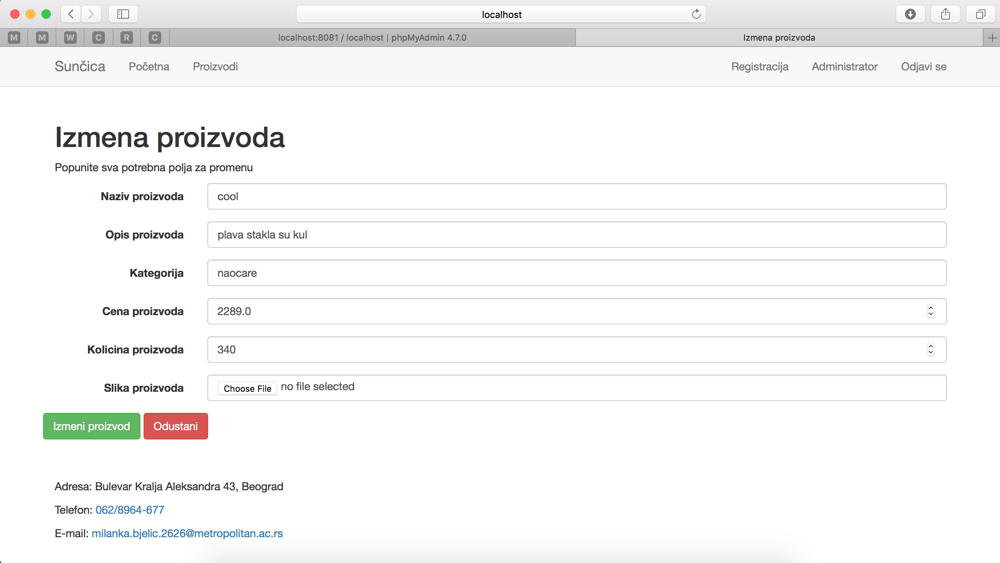 localhost
M M W C R C localhost:8081 / localhost | phpMyAdmin 4.7.0 Izmena proizvoda
Sunčica Početna Proizvodi Registracija Administrator Odjavi se
Izmena proizvoda
Popunite sva potrebna polja za promenu
Naziv proizvoda cool
Opis proizvoda plava stakla su kul
Kategorija naocare
Cena proizvoda 2289.0
Kolicina proizvoda 340
Slika proizvoda Choose File no file selected
Izmeni proizvod Odustani
Adresa: Bulevar Kralja Aleksandra 43, Beograd
Telefon: 062/8964-677
E-mail: milanka.bjelic.2626@metropolitan.ac.rs